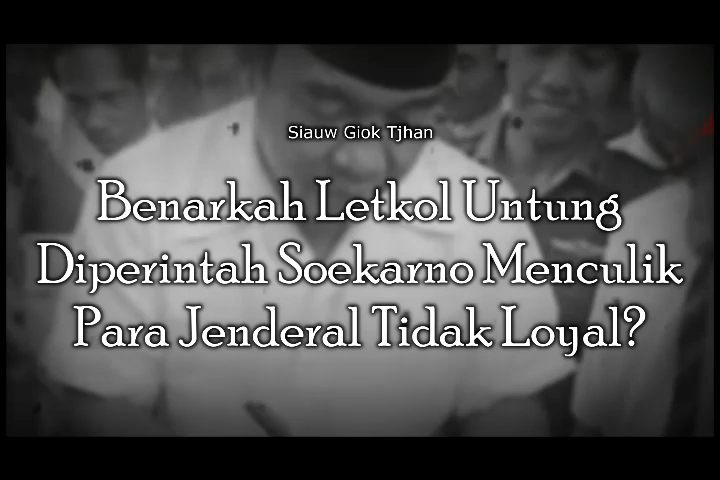 Siauw Giok Tjhan
Benarkah Letkol Untung
Diperintah Soekarno Menculik
Para Jenderal Tidak Loyal?